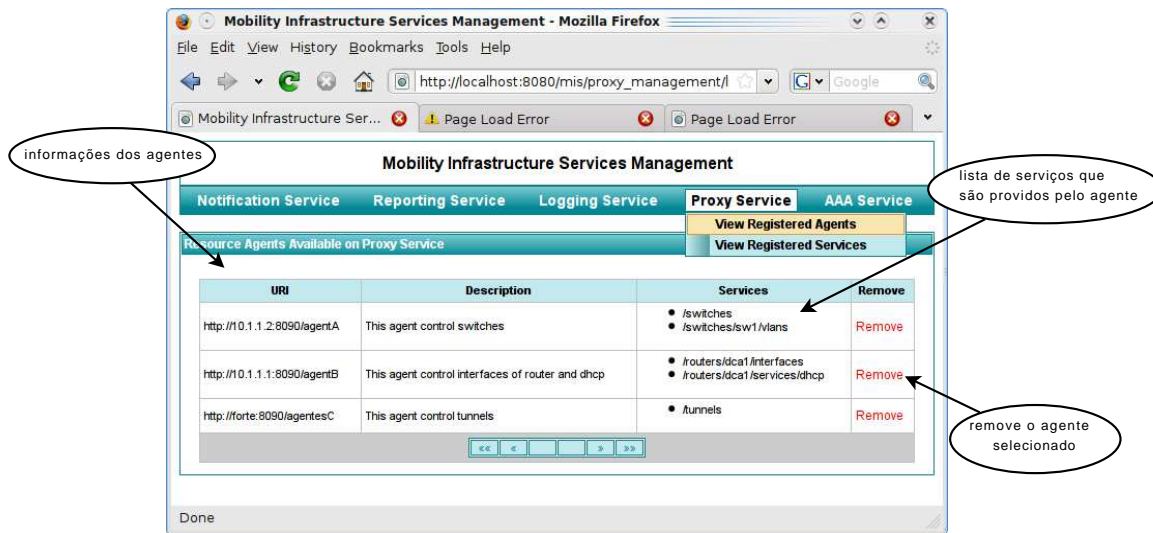 Mobility Infrastructure Services Management - Mozilla Firefox
File Edit View History Bookmarks Tools Help
http://localhost:8080/mis/proxy_management/l
Google
Mobility Infrastructure Ser...
Page Load Error
Page Load Error
informações dos agentes
Mobility Infrastructure Services Management
lista de serviços que
são providos pelo agente
Notification Service Reporting Service Logging Service Proxy Service AAA Service
View Registered Agents
View Registered Services
Resource Agents Available on Proxy Service
URI Description Services Remove
http://10.1.1.2:8090/agentA This agent control switches
/switches
/switches/sw1/vlans
Remove
http://10.1.1.1:8090/agentB This agent control interfaces of router and dhcp
/routers/dca1/interfaces
/routers/dca1/services/dhcp
Remove
http://forte:8090/agentesC This agent control tunnels
/tunnels
Remove
remove o agente
selecionado
«« « » »»
Done